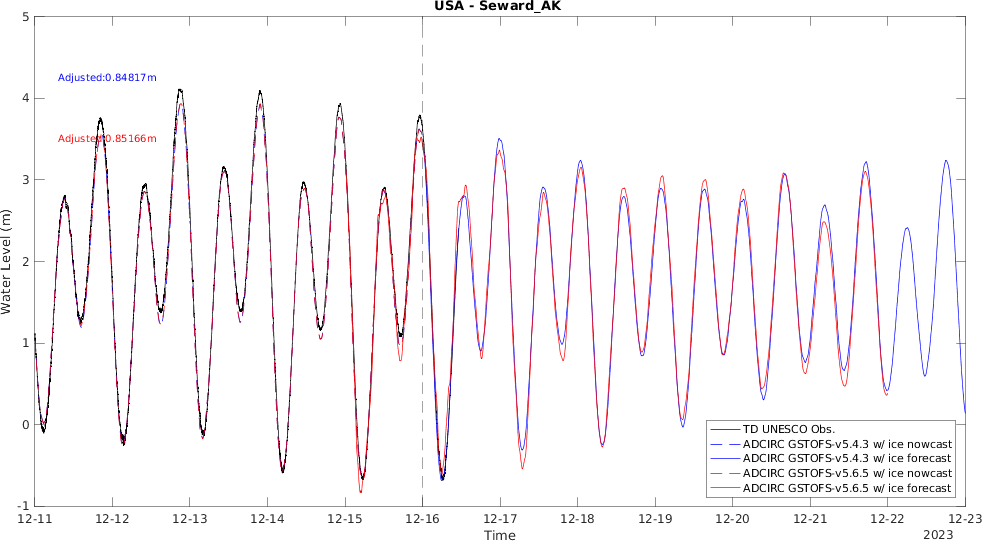 USA - Seward_AK
5
4
3
2
1
0
-1
Water Level (m)
Adjusted:0.84817m
Adjusted:0.85166m
TD UNESCO Obs.
ADCIRC GSTOFS-v5.4.3 w/ ice nowcast
ADCIRC GSTOFS-v5.4.3 w/ ice forecast
ADCIRC GSTOFS-v5.6.5 w/ ice nowcast
ADCIRC GSTOFS-v5.6.5 w/ ice forecast
12-11 12-12 12-13 12-14 12-15 12-16 12-17 12-18 12-19 12-20 12-21 12-22 12-23
Time
2023